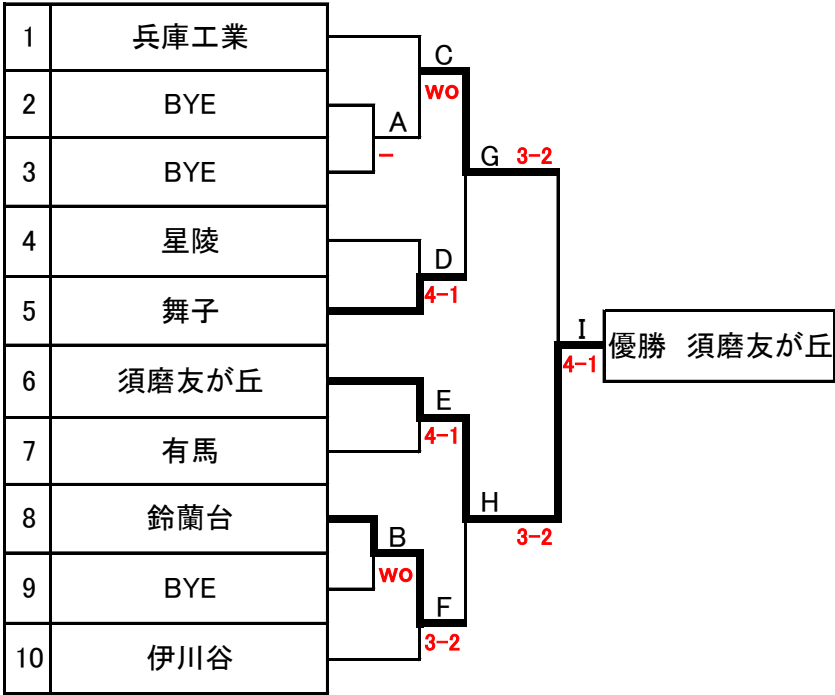 1 兵庫工業
2 BYE
3 BYE
4 星陵
5 舞子
6 須磨友が丘
7 有馬
8 鈴蘭台
9 BYE
10 伊川谷
A
-
B
wo
C
wo
D
4-1
E
4-1
F
3-2
G 3-2
H
3-2
I
4-1
優勝 須磨友が丘